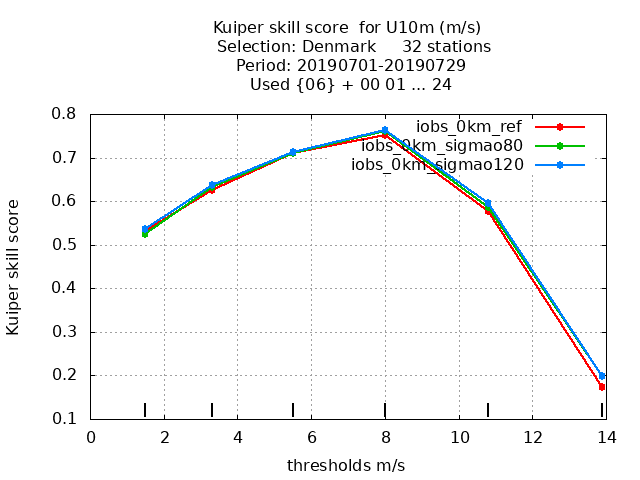 Kuiper skill score  for U10m (m/s)
Selection: Denmark     32 stations
Period: 20190701-20190729
Used {06} + 00 01 ... 24
iobs_0km_ref
iobs_0km_sigmao80
iobs_0km_sigmao120
Kuiper skill score
0.8
0.7
0.6
0.5
0.4
0.3
0.2
0.1
0 2 4 6 8 10 12 14
thresholds m/s